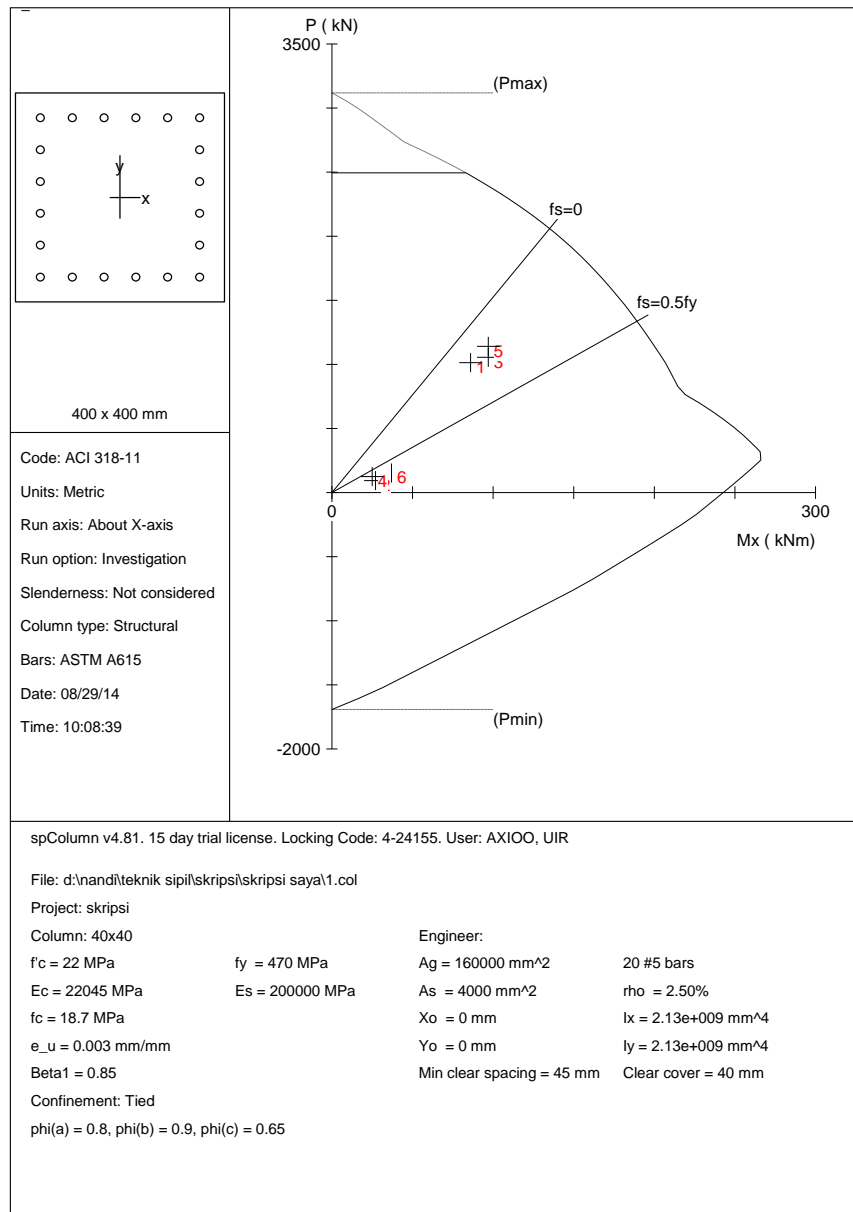 P ( kN)
3500
(Pmax)
fs=0
fs=0.5fy
5
3
1
4
6
0
300
Mx ( kNm)
(Pmin)
-2000
y
x
400 x 400 mm
Code: ACI 318-11
Units: Metric
Run axis: About X-axis
Run option: Investigation
Slenderness: Not considered
Column type: Structural
Bars: ASTM A615
Date: 08/29/14
Time: 10:08:39
spColumn v4.81. 15 day trial license. Locking Code: 4-24155. User: AXIOO, UIR
File: d:\nandi\teknik sipil\skripsi\skripsi saya\1.col
Project: skripsi
Column: 40x40 Engineer:
f'c = 22 MPa fy = 470 MPa Ag = 160000 mm^2 20 #5 bars
Ec = 22045 MPa Es = 200000 MPa As = 4000 mm^2 rho = 2.50%
fc = 18.7 MPa Xo = 0 mm Ix = 2.13e+009 mm^4
e_u = 0.003 mm/mm Yo = 0 mm Iy = 2.13e+009 mm^4
Beta1 = 0.85 Min clear spacing = 45 mm Clear cover = 40 mm
Confinement: Tied
phi(a) = 0.8, phi(b) = 0.9, phi(c) = 0.65